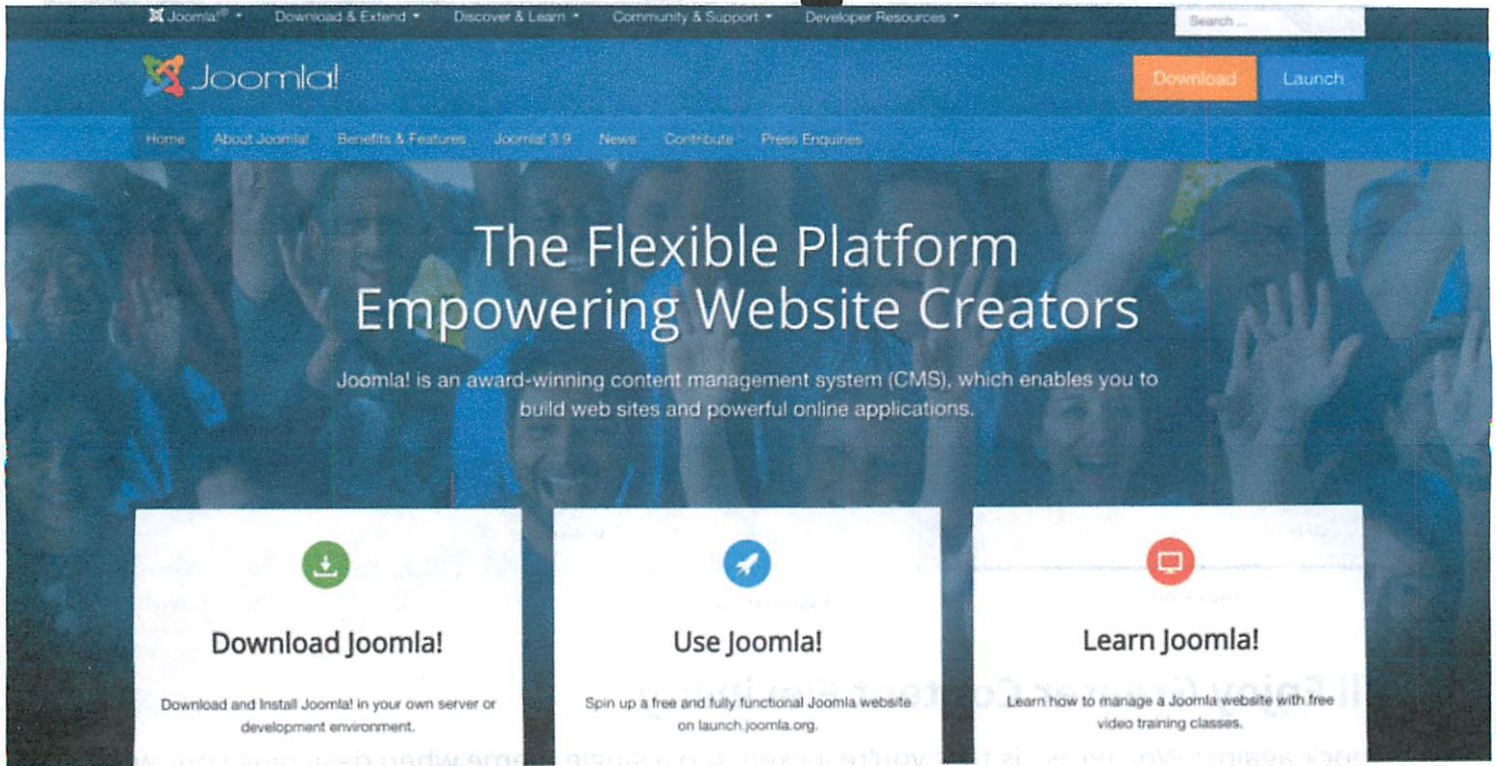 Joomla!® Download & Extend Discover & Learn Community & Support Developer Resources Search ...
Joomla! Download Launch
Home About Joomla! Benefits & Features Joomla! 3.9 News Contribute Press Enquiries
The Flexible Platform
Empowering Website Creators
Joomla! is an award-winning content management system (CMS), which enables you to
build web sites and powerful online applications.
Download Joomla!
Download and Install Joomla! in your own server or
development environment.
Use Joomla!
Spin up a free and fully functional Joomla website
on launch.joomla.org.
Learn Joomla!
Learn how to manage a Joomla website with free
video training classes.